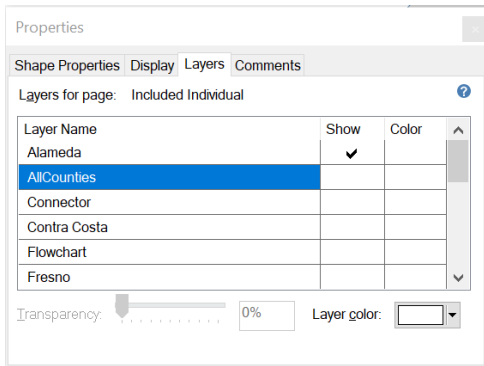 Properties
Shape Properties Display Layers Comments
Layers for page: Included Individual
Layer Name Show Color
Alameda
AllCounties
Connector
Contra Costa
Flowchart
Fresno
Transparency: 0% Layer color: